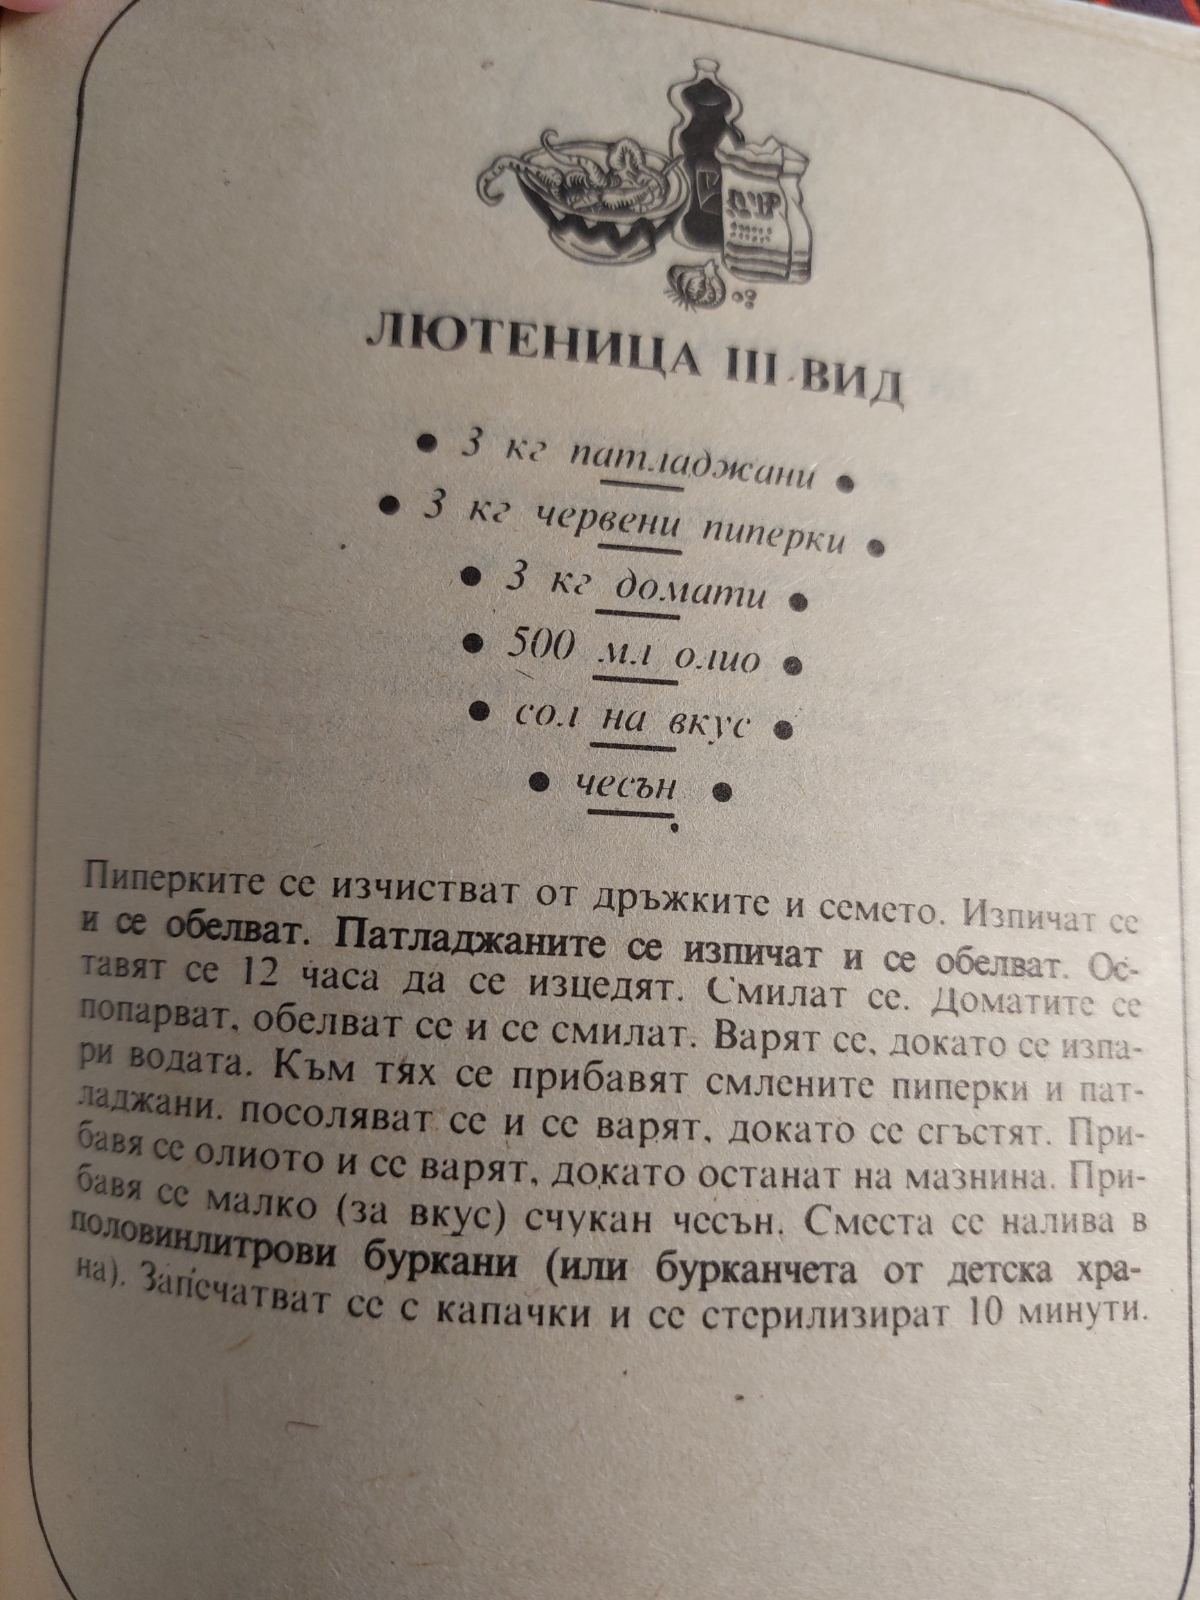 ЛЮТЕНИЦА III ВИД
• 3 кг патладжани •
• 3 кг червени пиперки •
• 3 кг домати •
• 500 мл олио •
• сол на вкус •
• чесън •
Пиперките се изчистват от дръжките и семето. Изпичат се
и се обелват. Патладжаните се изпичат и се обелват. Ос-
тавят се 12 часа да се изцедят. Смилат се. Доматите се
попарват, обелват се и се смилат. Варят се, докато се изпа-
ри водата. Към тях се прибавят смлените пиперки и пат-
ладжани, посоляват се и се варят, докато се сгъстят. При-
бавя се олиото и се варят, докато останат на мазнина. При-
бавя се малко (за вкус) счукан чесън. Сместа се налива в
половинлитрови буркани (или бурканчета от детска хра-
на). Запечатват се с капачки и се стерилизират 10 минути.